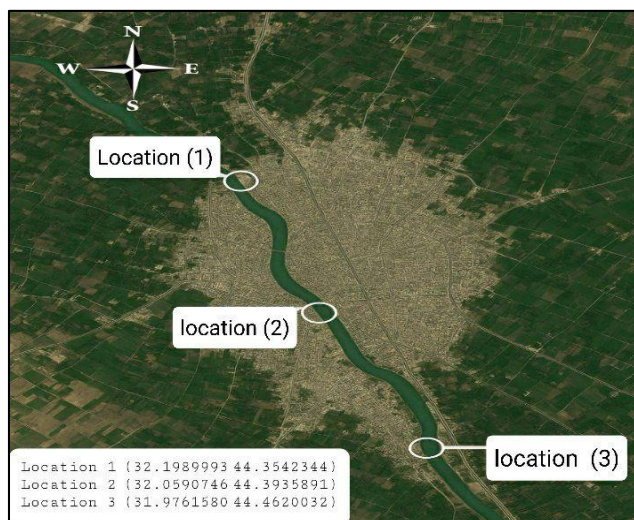 N
W E
S
Location (1)
location (2)
location (3)
Location 1 (32.1989993 44.3542344)
Location 2 (32.0590746 44.3935891)
Location 3 (31.9761580 44.4620032)